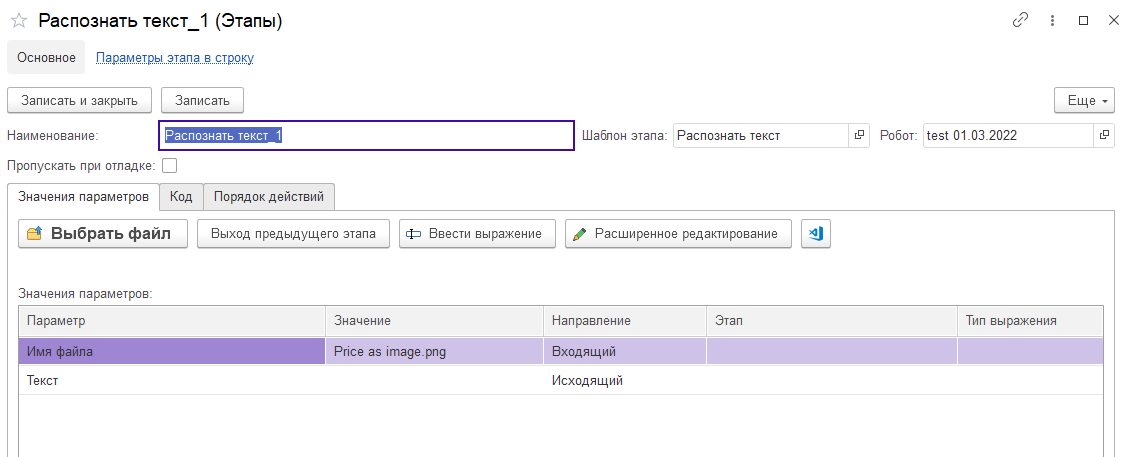 Распознать текст_1 (Этапы)
Основное Параметры этапа в строку
Записать и закрыть Записать Еще
Наименование: Распознать текст_1 Шаблон этапа: Распознать текст Робот: test 01.03.2022
Пропускать при отладке:
Значения параметров Код Порядок действий
Выбрать файл Выход предыдущего этапа Ввести выражение Расширенное редактирование
Значения параметров:
Параметр Значение Направление Этап Тип выражения
Имя файла Price as image.png Входящий
Текст Исходящий